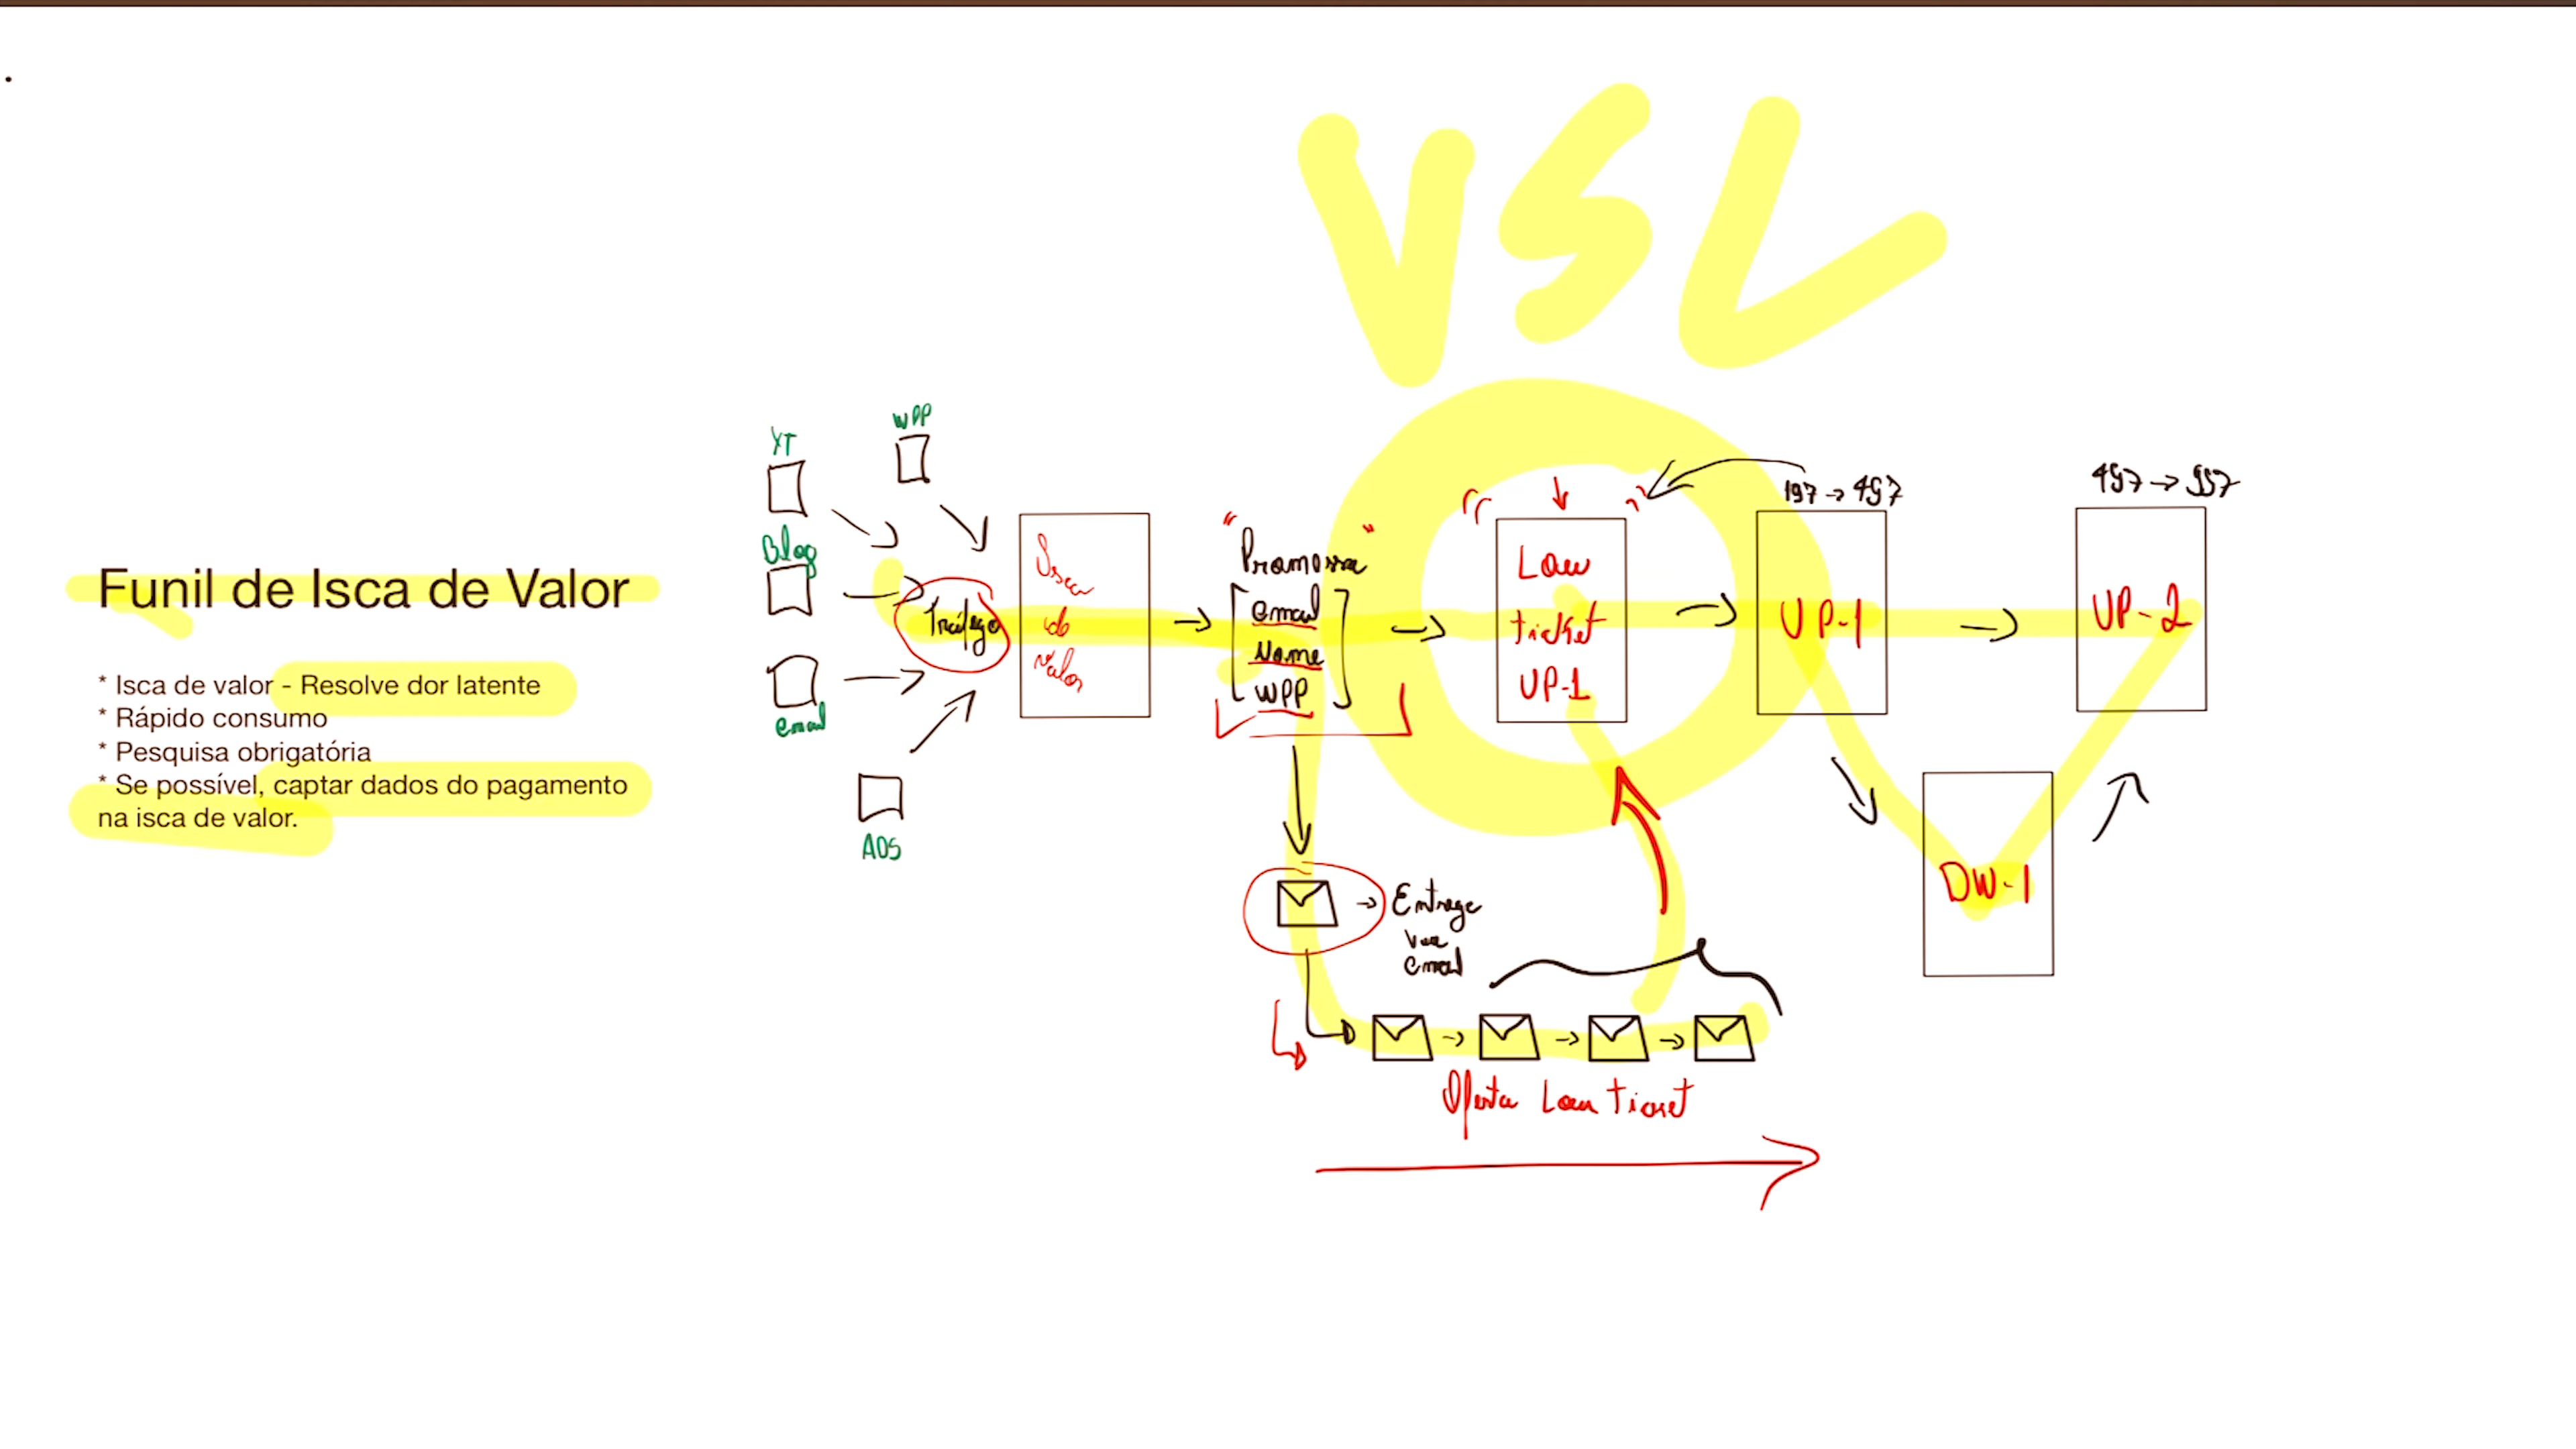 VSL
Funil de Isca de Valor
* Isca de valor - Resolve dor latente
* Rápido consumo
* Pesquisa obrigatória
* Se possível, captar dados do pagamento
na isca de valor.
YT
WPP
Blog
email
ADS
Tráfego
Isca
de
Valor
"Promessa"
email
Nome
WPP
Low
ticket
UP-1
197 → 497
UP-1
497 → 997
UP-2
DW-1
Entrega
via
email
Oferta Low Ticket